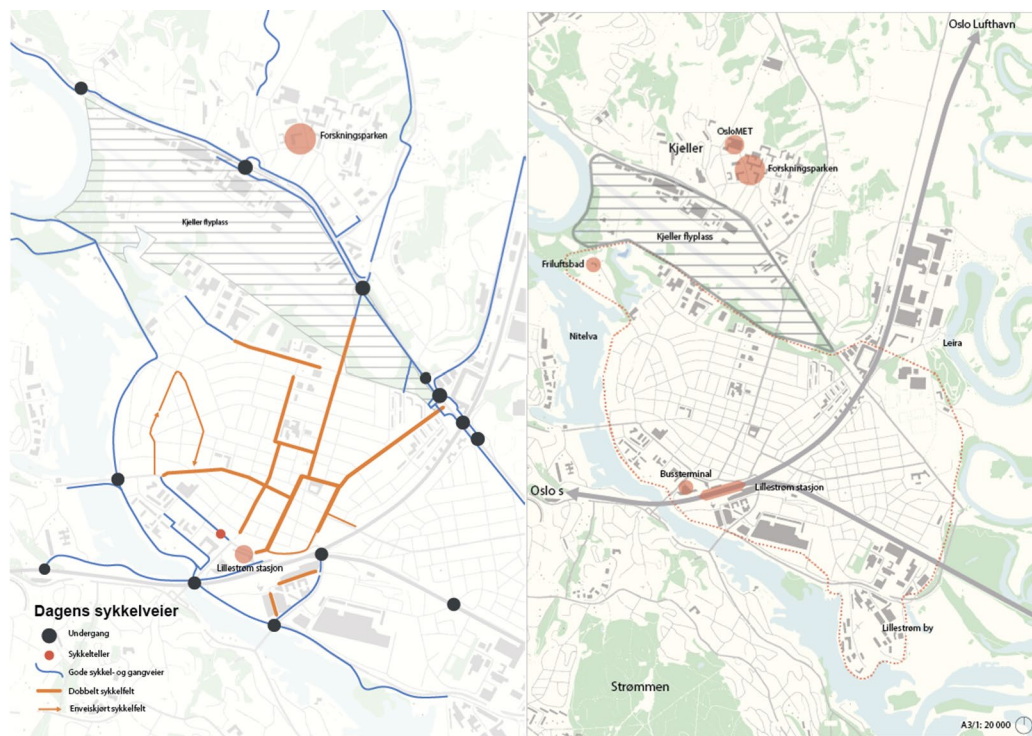 Forskningsparken
Kjeller flyplass
Lillestrøm stasjon
Dagens sykkelveier
Undergang
Sykkelteller
Gode sykkel- og gangveier
Dobbelt sykkelfelt
Enveiskjørt sykkelfelt
Oslo Lufthavn
OsloMET
Kjeller
Forskningsparken
Kjeller flyplass
Friluftsbad
Nitelva
Leira
Bussterminal
Oslo s
Lillestrøm stasjon
Lillestrøm by
Strømmen
A3/1: 20 000